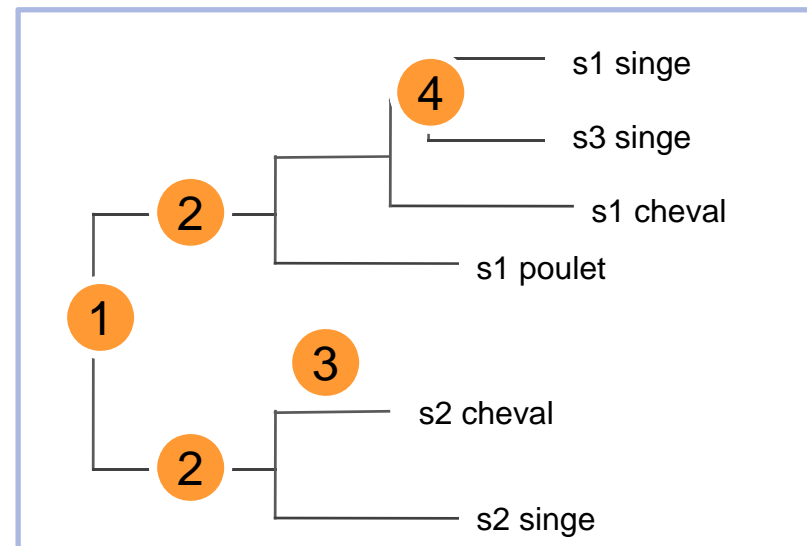 s1 singe
4
s3 singe
2
s1 cheval
s1 poulet
1
3
s2 cheval
2
s2 singe